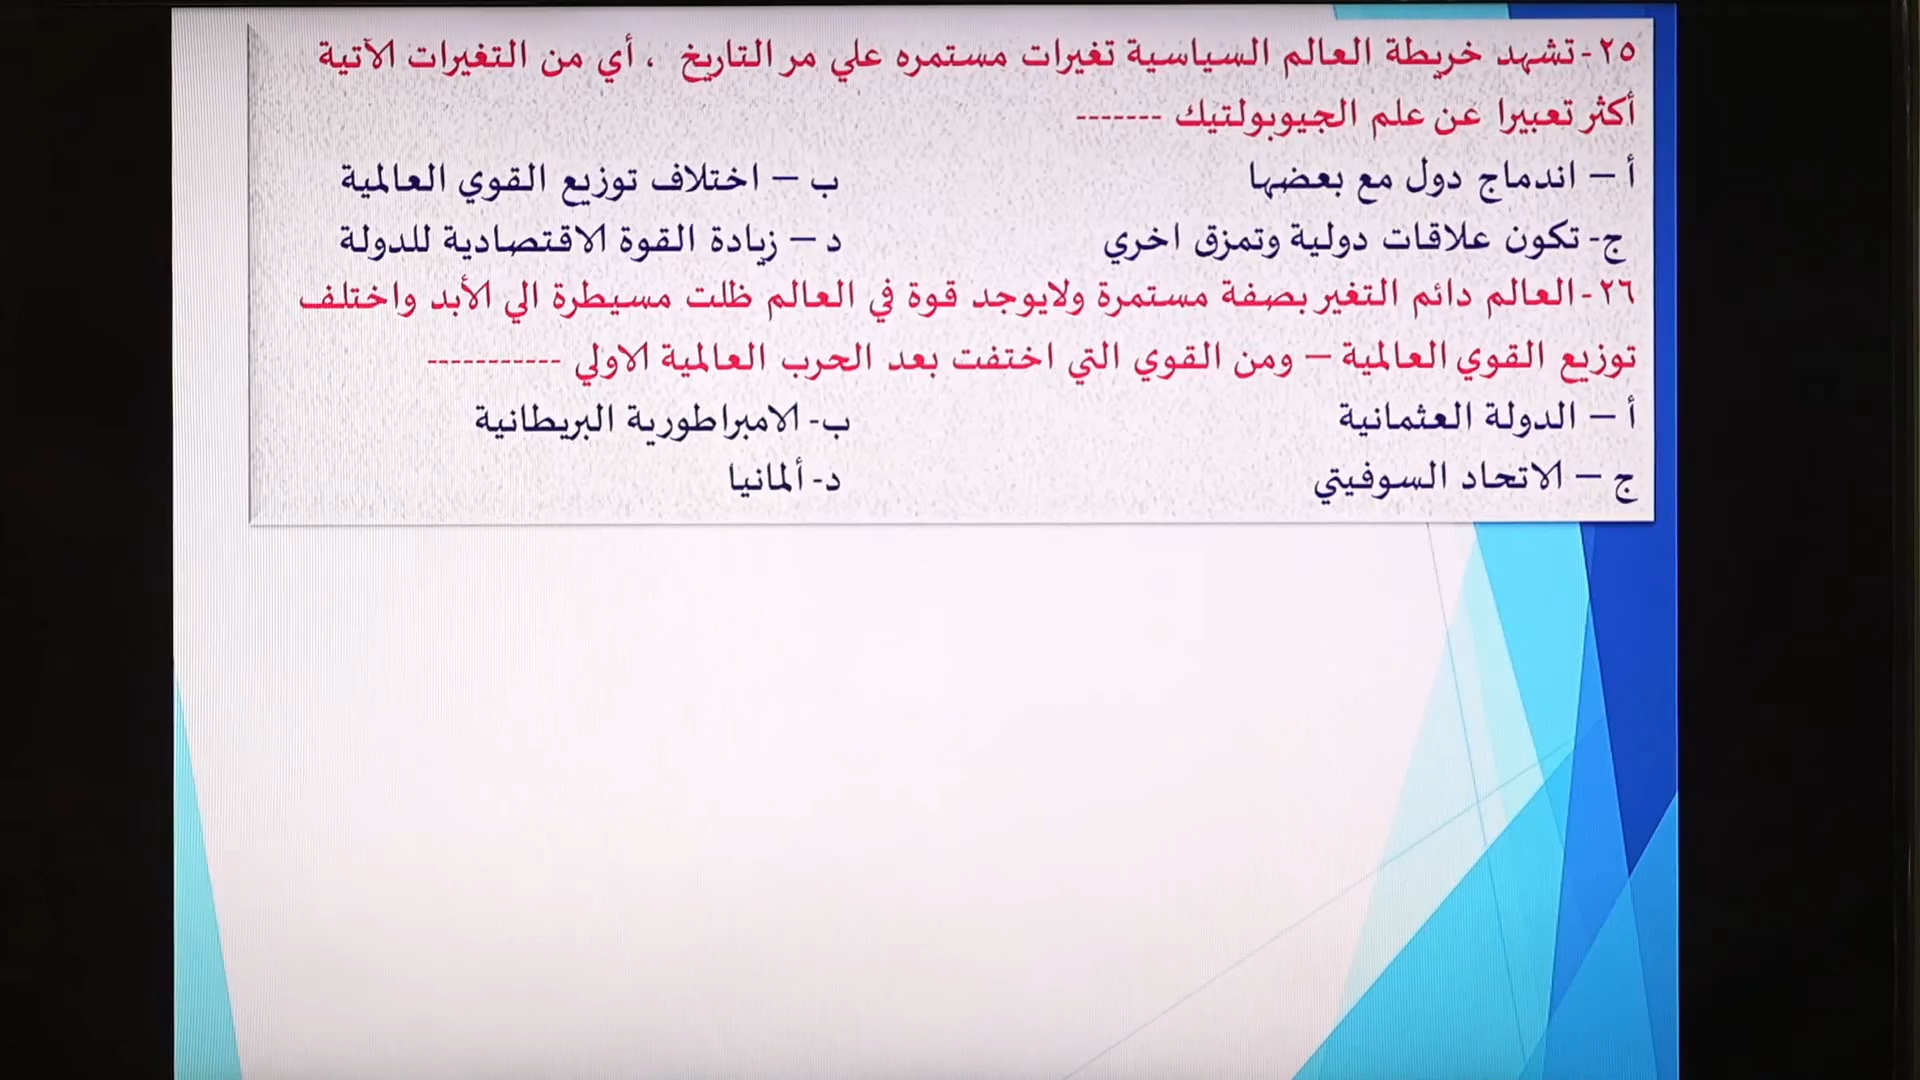 ٢٥- تشهد خريطة العالم السياسية تغيرات مستمره علي مر التاريخ ، أي من التغيرات الآتية
أكثر تعبيرا عن علم الجيوبولتيك -------
أ – اندماج دول مع بعضها ب – اختلاف توزيع القوي العالمية
ج- تكون علاقات دولية وتمزق اخري د – زيادة القوة الاقتصادية للدولة
٢٦- العالم دائم التغير بصفة مستمرة ولايوجد قوة في العالم ظلت مسيطرة الي الأبد واختلف
توزيع القوي العالمية – ومن القوي التي اختفت بعد الحرب العالمية الاولي -----------
أ – الدولة العثمانية ب- الامبراطورية البريطانية
ج – الاتحاد السوفيتي د- ألمانيا